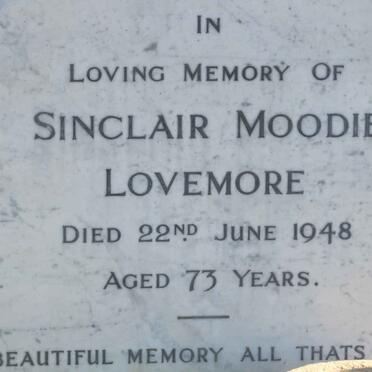 IN
LOVING MEMORY OF
SINCLAIR MOODIE
LOVEMORE
DIED 22ND JUNE 1948
AGED 73 YEARS.
BEAUTIFUL MEMORY ALL THATS